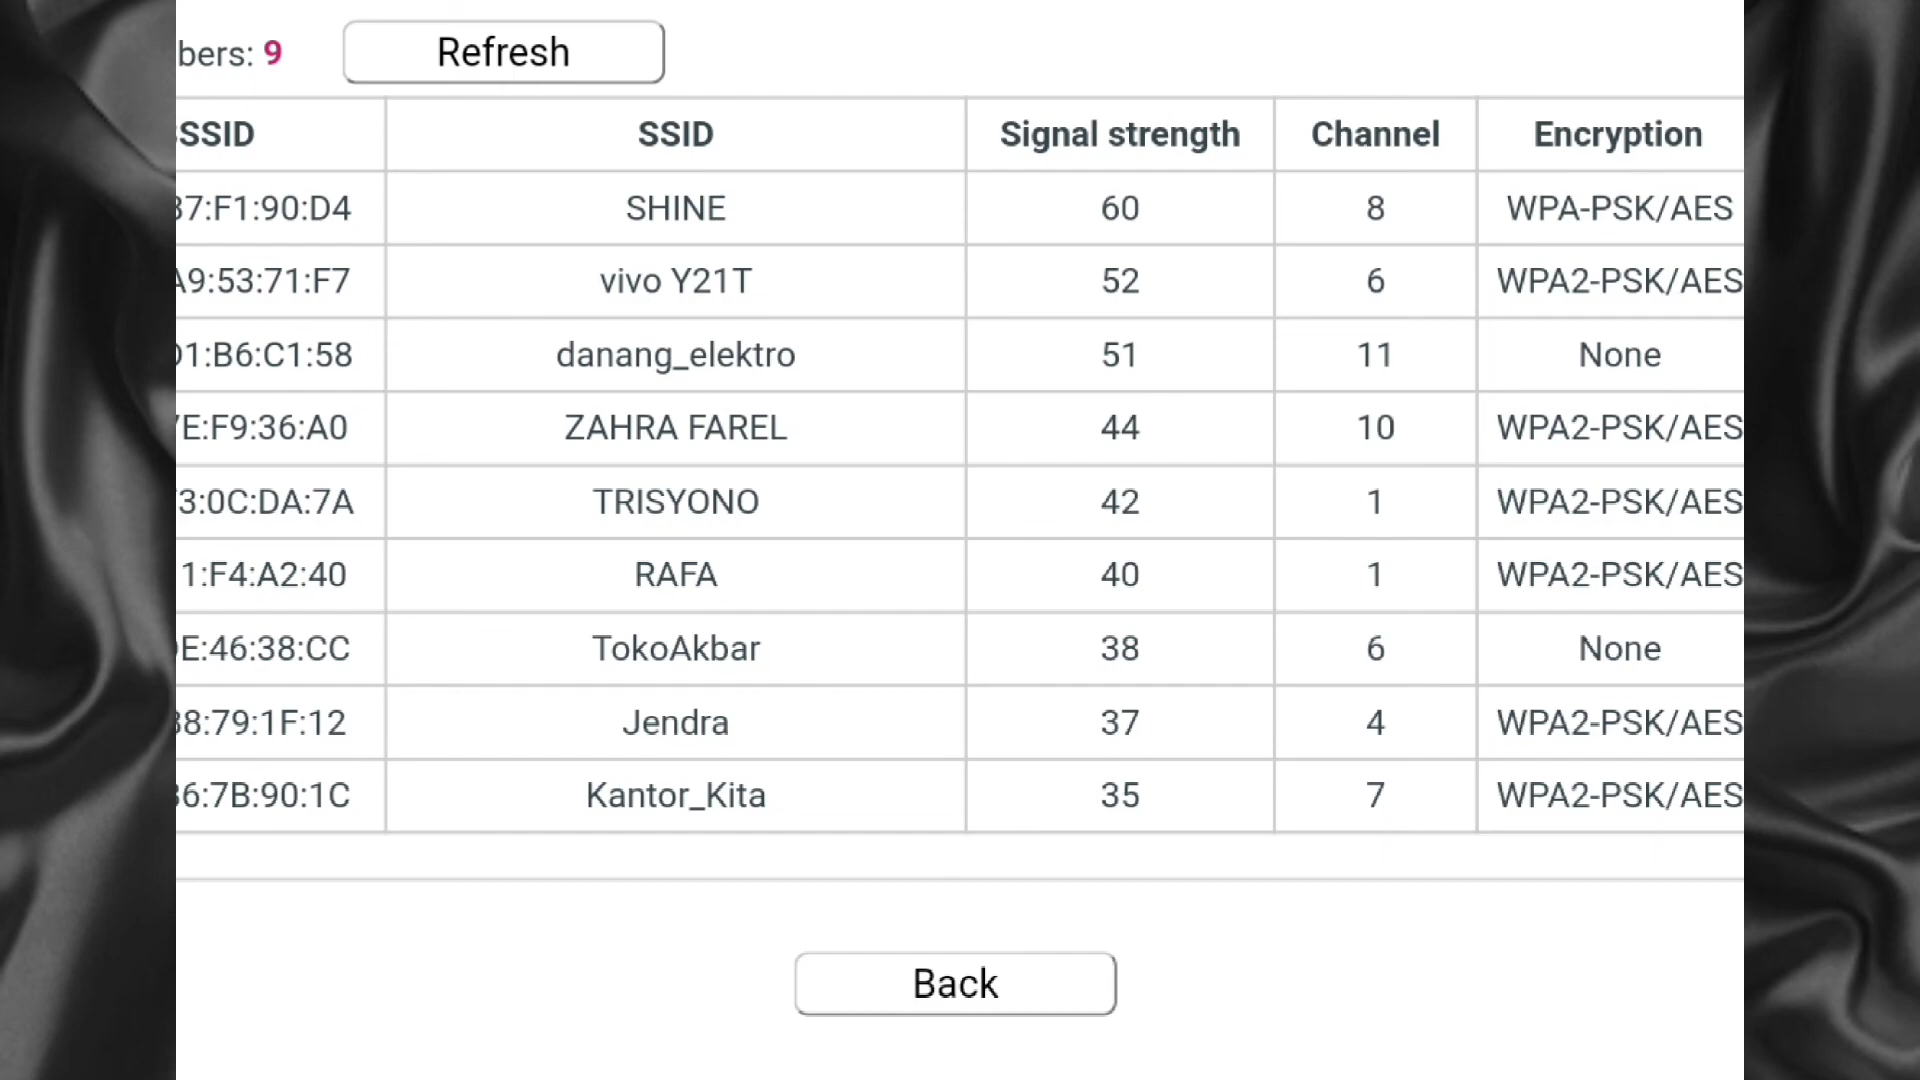 bers: 9 Refresh
SSID SSID Signal strength Channel Encryption
37:F1:90:D4 SHINE 60 8 WPA-PSK/AES
A9:53:71:F7 vivo Y21T 52 6 WPA2-PSK/AES
01:B6:C1:58 danang_elektro 51 11 None
E:F9:36:A0 ZAHRA FAREL 44 10 WPA2-PSK/AES
3:0C:DA:7A TRISYONO 42 1 WPA2-PSK/AES
1:F4:A2:40 RAFA 40 1 WPA2-PSK/AES
E:46:38:CC TokoAkbar 38 6 None
8:79:1F:12 Jendra 37 4 WPA2-PSK/AES
6:7B:90:1C Kantor_Kita 35 7 WPA2-PSK/AES
Back